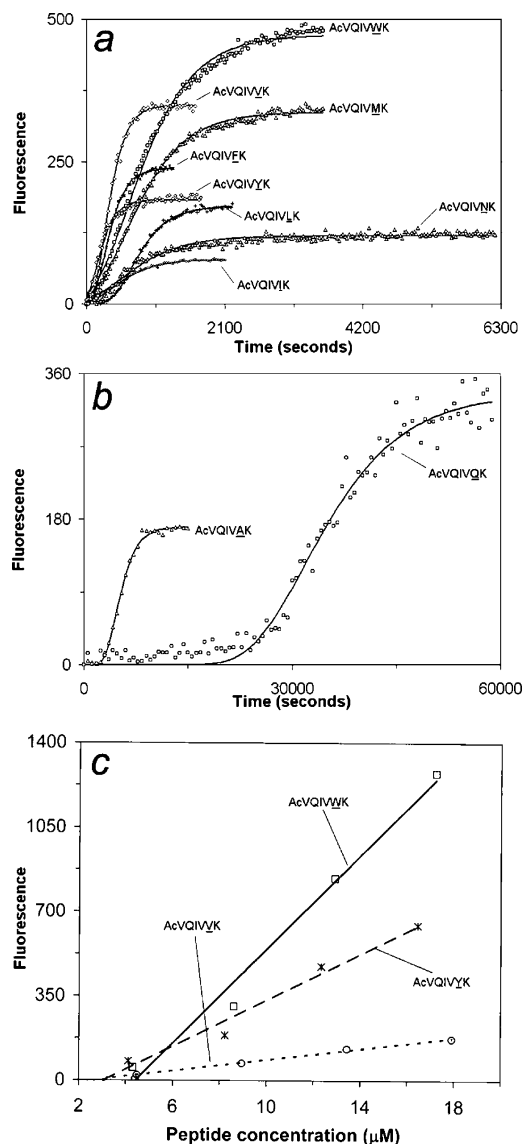 a
500
375
250
125
0
Fluorescence
AcVQIVWK
AcVQIVVK
AcVQIVMK
AcVQIVFK
AcVQIVYK
AcVQIVNK
AcVQIVLK
AcVQIVIK
0
2100
4200
6300
Time (seconds)
b
360
180
0
Fluorescence
AcVQIVQK
AcVQIVAK
0
30000
60000
Time (seconds)
c
1400
1050
700
350
0
Fluorescence
AcVQIVWK
AcVQIVVK
AcVQIVYK
2
6
10
14
18
Peptide concentration (µM)